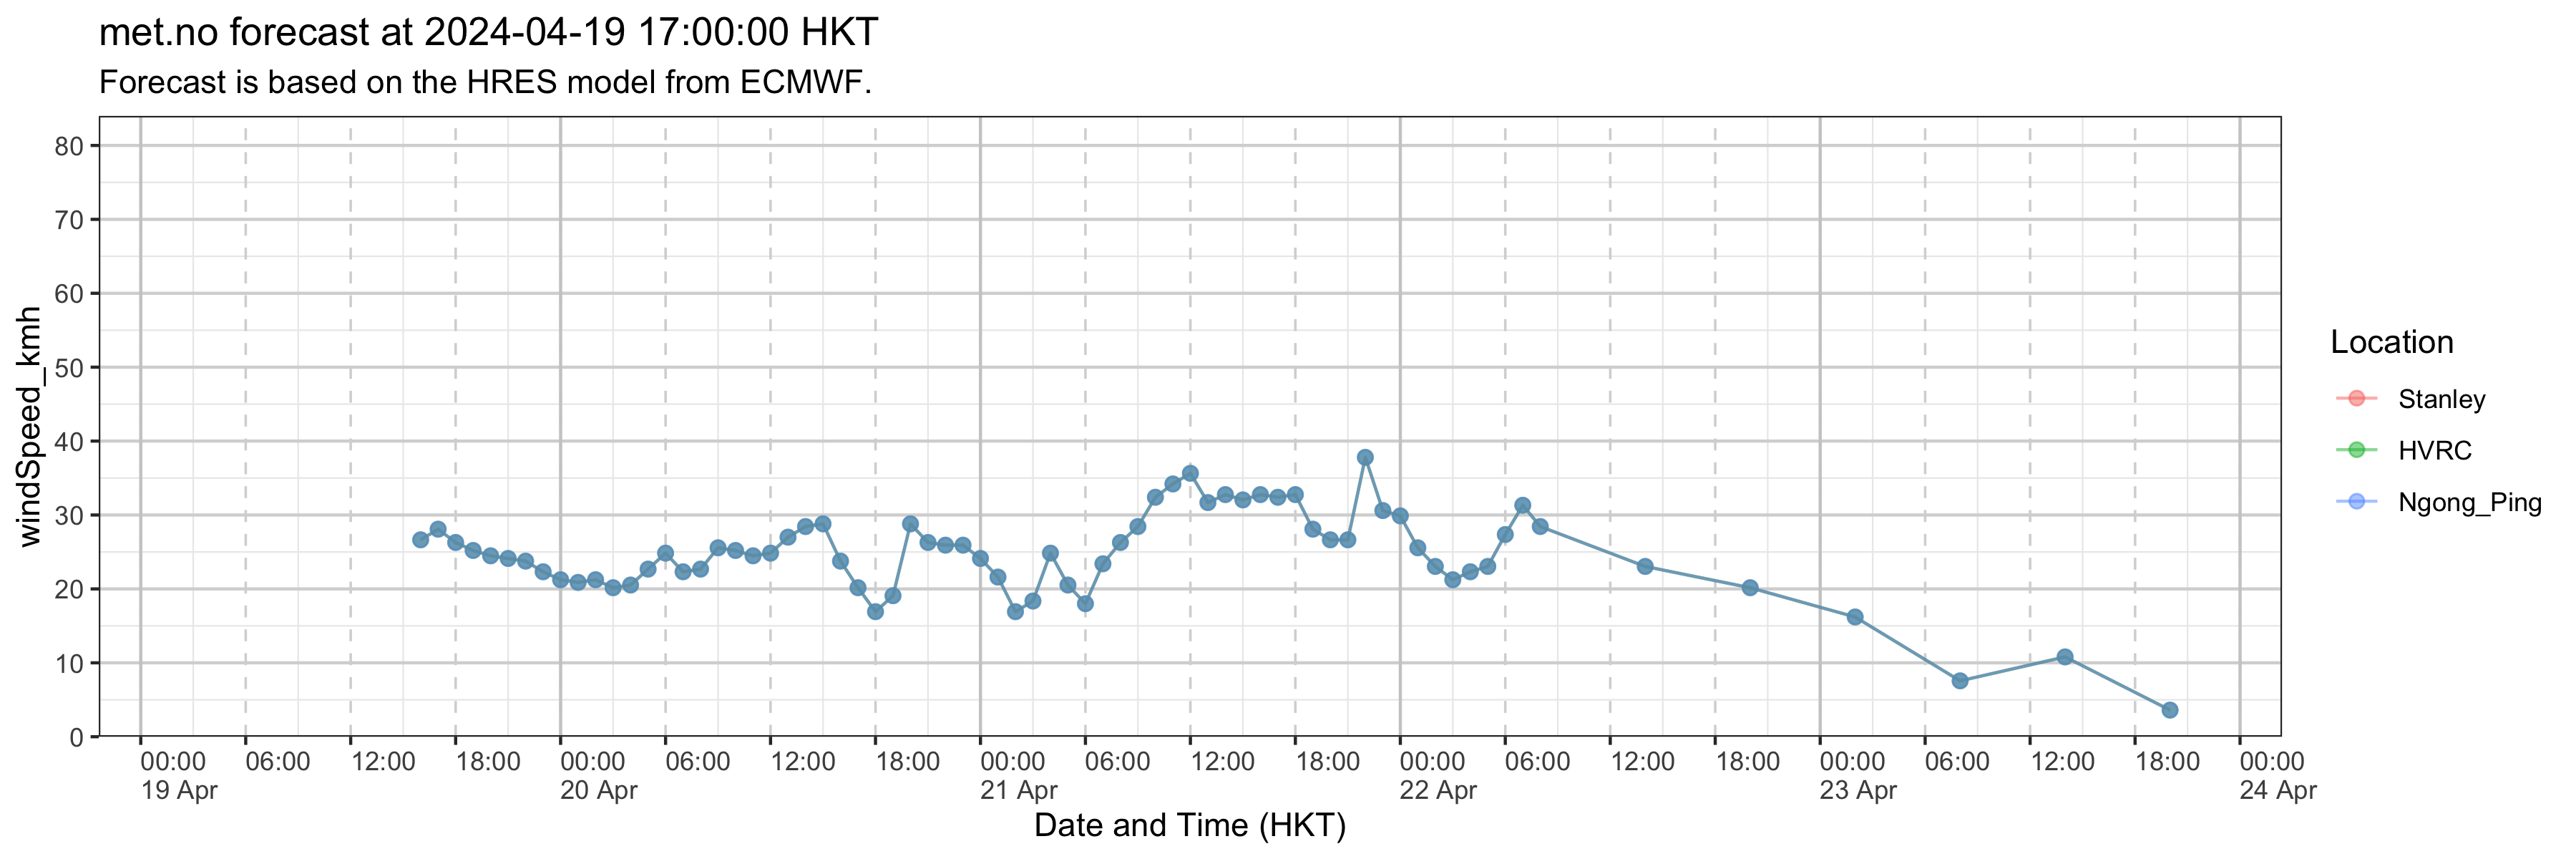 met.no forecast at 2024-04-19 17:00:00 HKT
Forecast is based on the HRES model from ECMWF.
windSpeed_kmh
80
70
60
50
40
30
20
10
0
00:00 06:00 12:00 18:00 00:00 06:00 12:00 18:00 00:00 06:00 12:00 18:00 00:00 06:00 12:00 18:00 00:00 06:00 12:00 18:00 00:00
19 Apr 20 Apr 21 Apr 22 Apr 23 Apr 24 Apr
Date and Time (HKT)
Location
Stanley
HVRC
Ngong_Ping